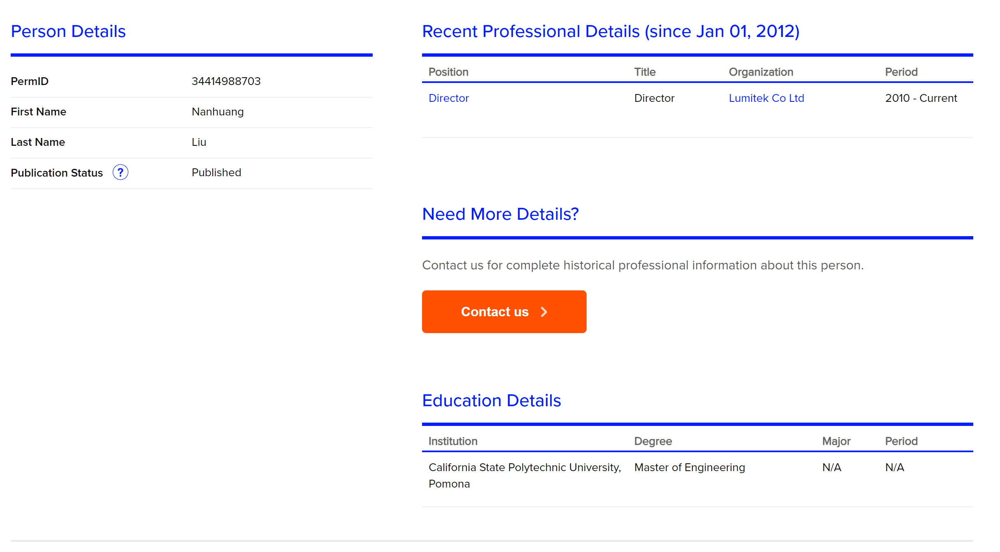 Person Details
PermID 34414988703
First Name Nanhuang
Last Name Liu
Publication Status ? Published
Recent Professional Details (since Jan 01, 2012)
Position Title Organization Period
Director Director Lumitek Co Ltd 2010 - Current
Need More Details?
Contact us for complete historical professional information about this person.
Contact us
Education Details
Institution Degree Major Period
California State Polytechnic University, Master of Engineering N/A N/A
Pomona